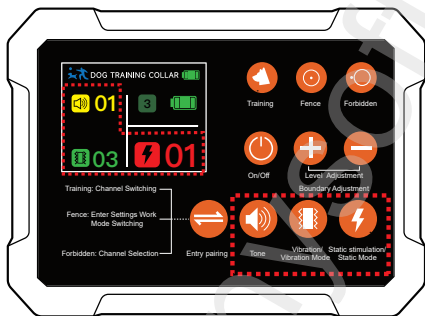 DOG TRAINING COLLAR
01
3
03
01
Training
Fence
Forbidden
On/Off
Level Adjustment
Boundary Adjustment
Training: Channel Switching
Fence: Enter Settings Work
Mode Switching
Forbidden: Channel Selection
Entry pairing
Tone
Vibration/
Vibration Mode
Static stimulation/
Static Mode